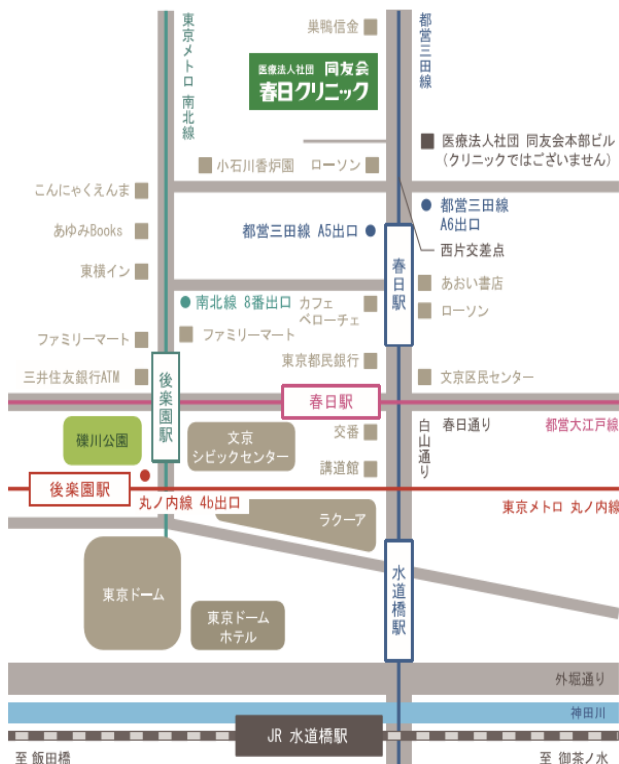 東京メトロ 南北線
巣鴨信金
都営三田線
医療法人社団 同友会
春日クリニック
医療法人社団 同友会本部ビル
(クリニックではございません)
小石川香炉園
ローソン
こんにゃくえんま
都営三田線
A6出口
あゆみBooks
都営三田線 A5出口
西片交差点
東横イン
春日駅
あおい書店
南北線 8番出口
カフェ
ベローチェ
ローソン
ファミリーマート
ファミリーマート
東京都民銀行
三井住友銀行ATM
後楽園駅
文京区民センター
春日駅
礫川公園
文京
シビックセンター
交番
白山通り
春日通り
都営大江戸線
講道館
後楽園駅
丸ノ内線 4b出口
東京メトロ 丸ノ内線
ラクーア
東京ドーム
水道橋駅
東京ドーム
ホテル
外堀通り
神田川
JR 水道橋駅
至 飯田橋
至 御茶ノ水